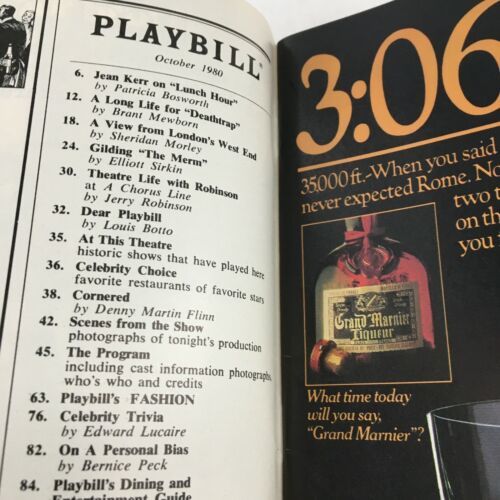 PLAYBILL
October 1980
6. Jean Kerr on "Lunch Hour"
by Patricia Bosworth
12. A Long Life for "Deathtrap"
by Brant Mewborn
18. A View from London's West End
by Sheridan Morley
24. Gilding "The Merm"
by Elliott Sirkin
30. Theatre Life with Robinson
at A Chorus Line
by Jerry Robinson
32. Dear Playbill
by Louis Botto
35. At This Theatre
historic shows that have played here
36. Celebrity Choice
favorite restaurants of favorite stars
38. Cornered
by Denny Martin Flinn
42. Scenes from the Show
photographs of tonight's production
45. The Program
including cast information photographs,
who's who and credits
63. Playbill's FASHION
76. Celebrity Trivia
by Edward Lucaire
82. On A Personal Bias
by Bernice Peck
84. Playbill's Dining and
Entertainment Guide
3:06
35,000 ft.-When you said
never expected Rome. No
two t
on th
you
Grand Marnier
Liqueur
What time today
will you say,
"Grand Marnier"?